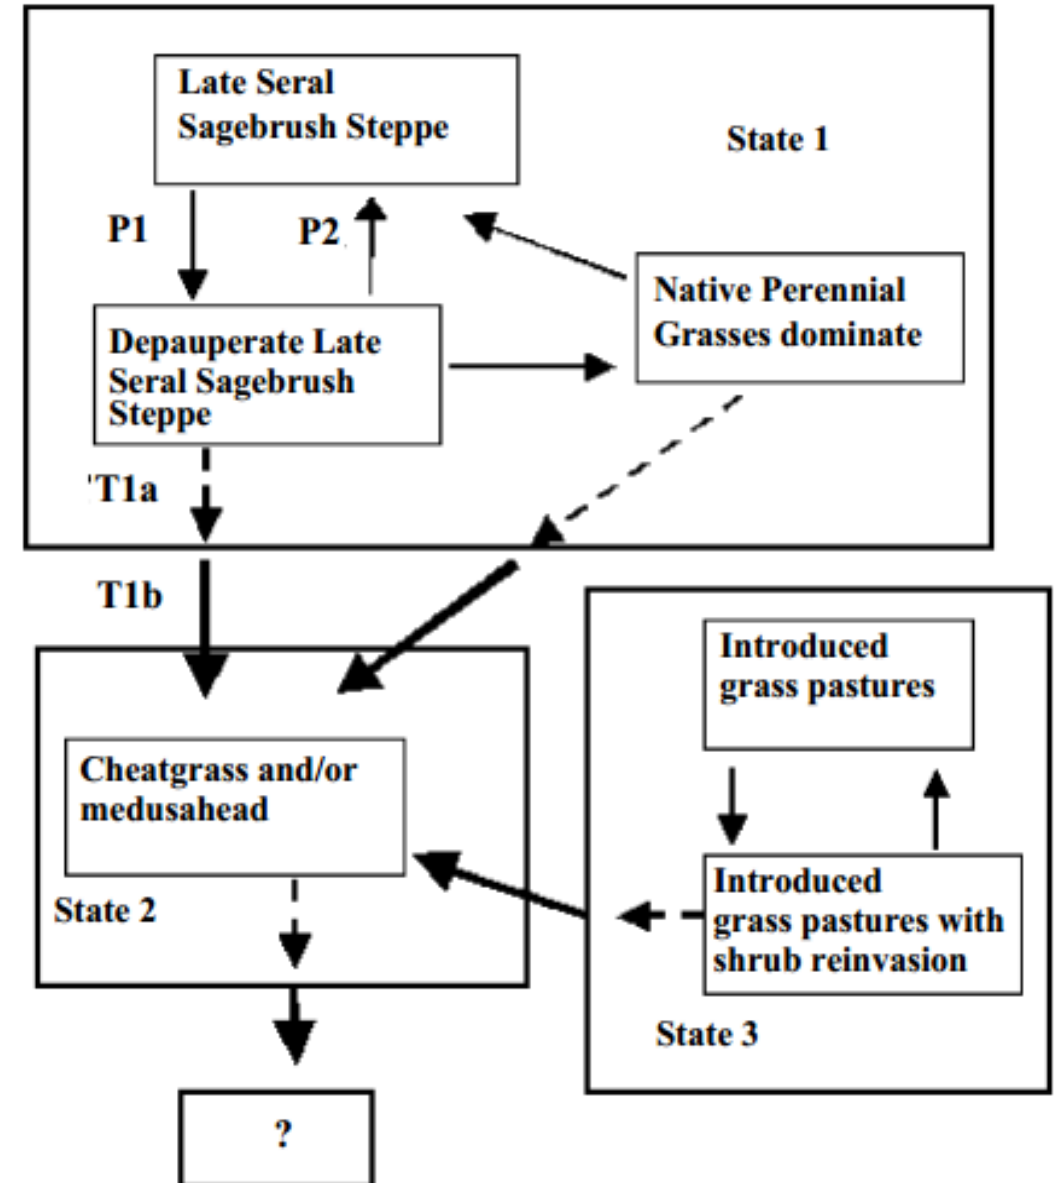 Late Seral
Sagebrush Steppe
State 1
P1
P2
Native Perennial
Grasses dominate
Depauperate Late
Seral Sagebrush
Steppe
'T1a
T1b
Introduced
grass pastures
Cheatgrass and/or
medusahead
Introduced
grass pastures with
shrub reinvasion
State 2
State 3
?